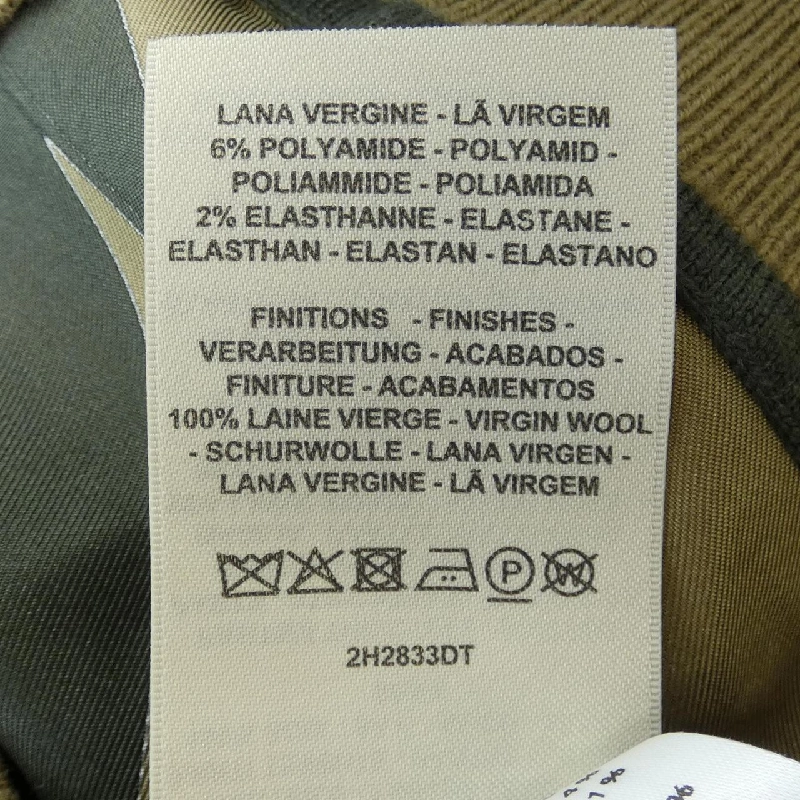 LANA VERGINE - LÃ VIRGEM
6% POLYAMIDE - POLYAMID -
POLIAMMIDE - POLIAMIDA
2% ELASTHANNE - ELASTANE -
ELASTHAN - ELASTAN - ELASTANO
FINITIONS - FINISHES -
VERARBEITUNG - ACABADOS -
FINITURE - ACABAMENTOS
100% LAINE VIERGE - VIRGIN WOOL
- SCHURWOLLE - LANA VIRGEN -
LANA VERGINE - LÃ VIRGEM
P W
2H2833DT